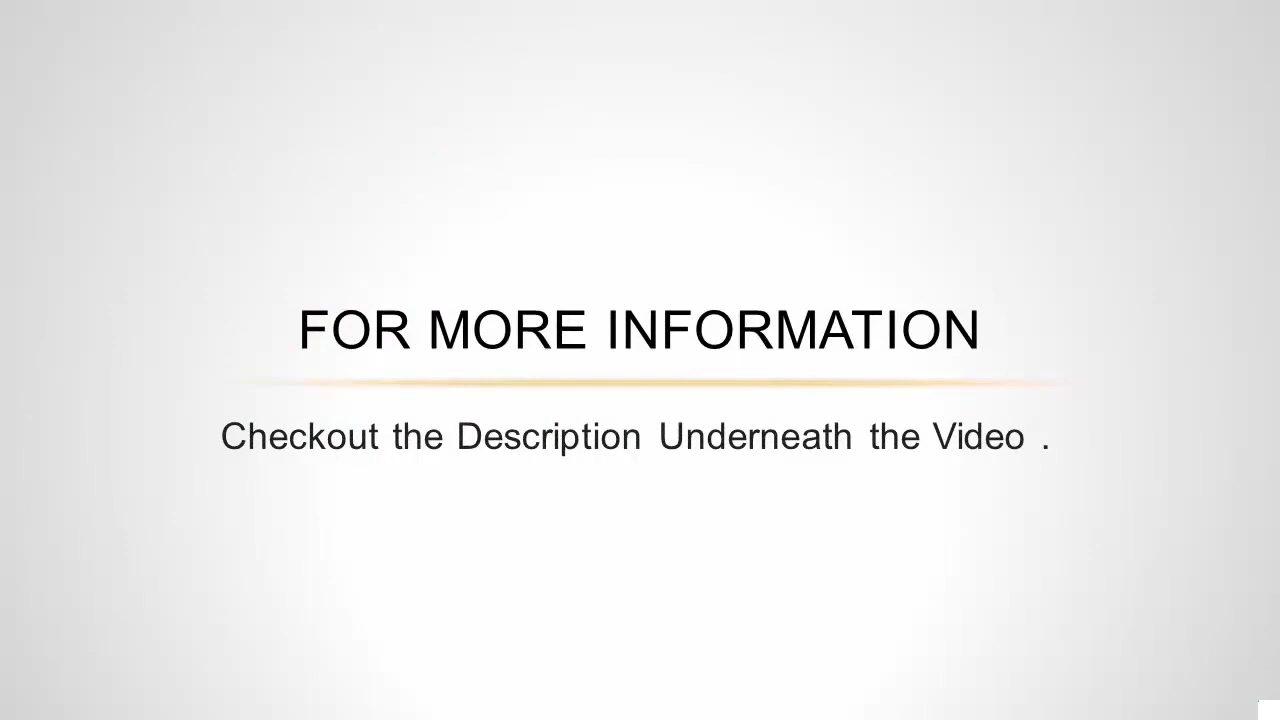 FOR MORE INFORMATION
Checkout the Description Underneath the Video .